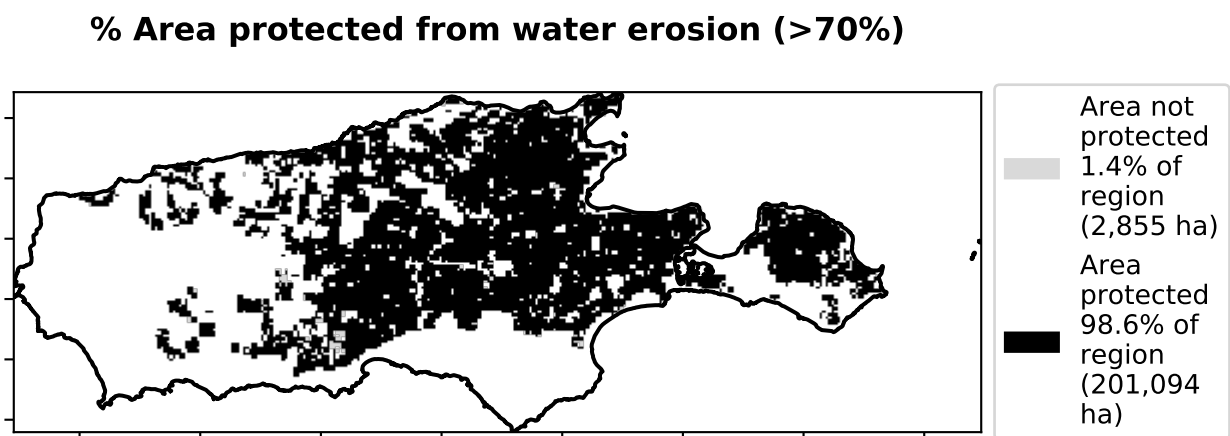 % Area protected from water erosion (>70%)
Area not
protected
1.4% of
region
(2,855 ha)
Area
protected
98.6% of
region
(201,094
ha)